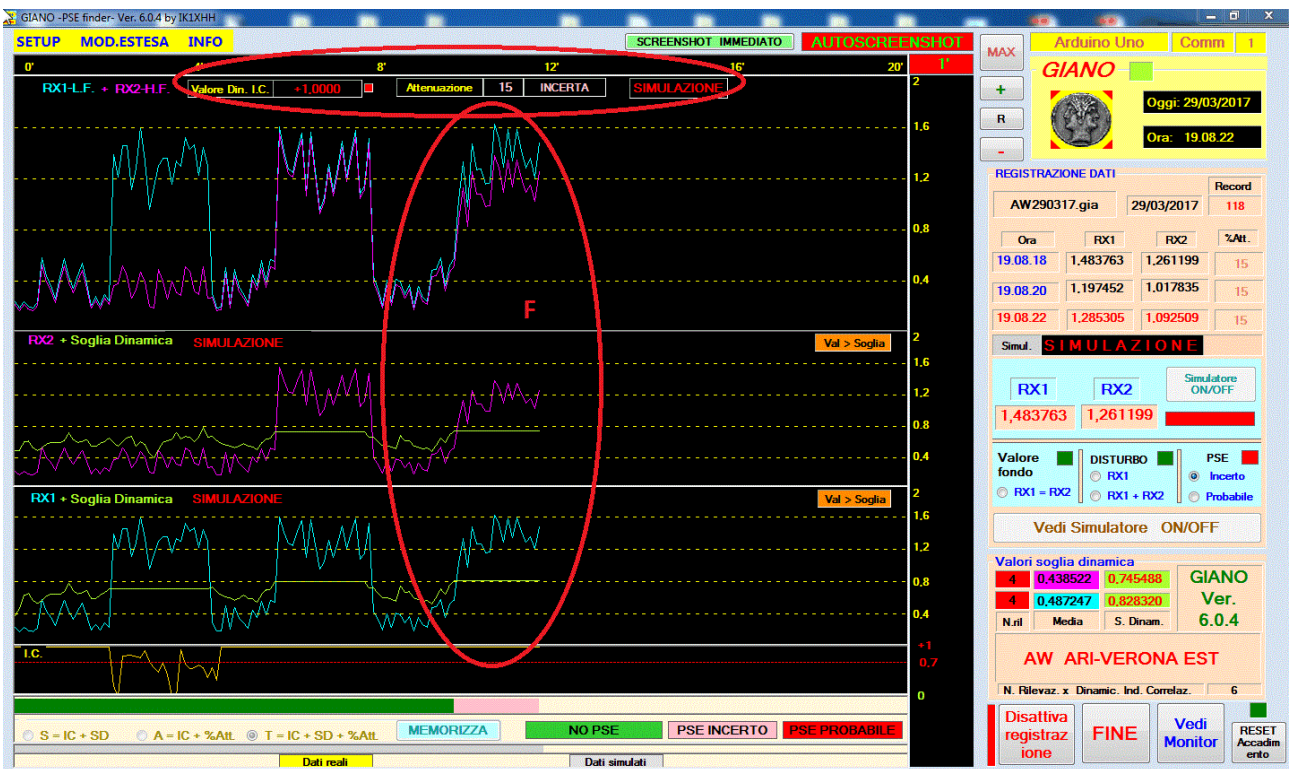 GIANO -PSE finder- Ver. 6.0.4 by IK1XHH
SETUP MOD.ESTESA INFO
SCREENSHOT IMMEDIATO AUTOSCREENSHOT
0' 4' 8' 12' 16' 20' 1'
RX1-L.F. + RX2-H.F. Valore Din. I.C. +1,0000 Attenuazione 15 INCERTA SIMULAZIONE
2
1,6
1,2
0,8
0,4
F
RX2 + Soglia Dinamica SIMULAZIONE Val > Soglia
2
1,6
1,2
0.8
0,4
RX1 + Soglia Dinamica SIMULAZIONE Val > Soglia
2
1,6
1,2
0,8
0,4
I.C.
+1
0,7
0
S = IC + SD A = IC + %Att. T = IC + SD + %Att. MEMORIZZA NO PSE PSE INCERTO PSE PROBABILE
Dati reali Dati simulati
MAX
+
R
-
Arduino Uno Comm 1
GIANO
Oggi: 29/03/2017
Ora: 19.08.22
REGISTRAZIONE DATI
Record
AW290317.gia 29/03/2017 118
Ora RX1 RX2 %Att.
19.08.18 1,483763 1,261199 15
19.08.20 1,197452 1,017835 15
19.08.22 1,285305 1,092509 15
Simul. SIMULAZIONE
RX1 RX2 Simulatore ON/OFF
1,483763 1,261199
Valore fondo DISTURBO PSE
RX1 Incerto
RX1 = RX2 RX1 + RX2 Probabile
Vedi Simulatore ON/OFF
Valori soglia dinamica
4 0,438522 0,745488 GIANO
4 0,487247 0,828320 Ver.
N.ril Media S. Dinam. 6.0.4
AW ARI-VERONA EST
N. Rilevaz. x Dinamic. Ind. Correlaz. 6
Disattiva
registraz
ione
FINE
Vedi
Monitor
RESET
Accadim
ento